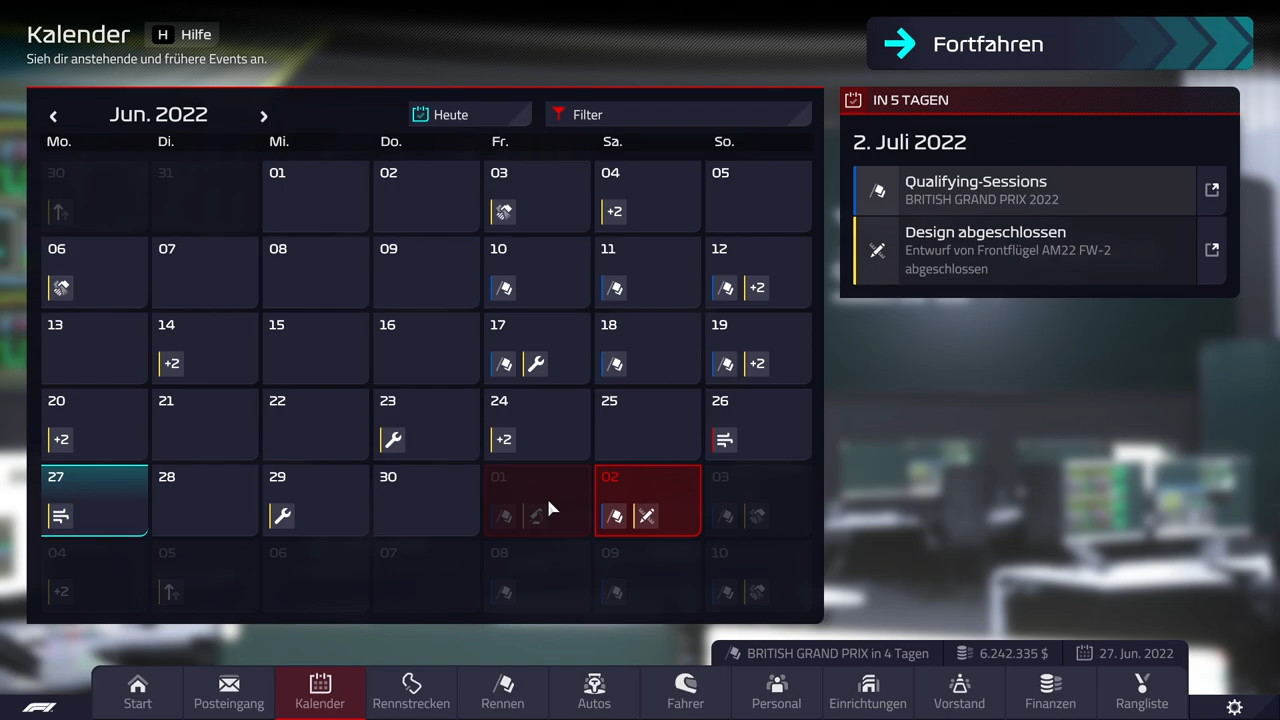 Kalender H Hilfe
Sieh dir anstehende und frühere Events an.
Fortfahren
Jun. 2022 Heute Filter
Mo. Di. Mi. Do. Fr. Sa. So.
30 31 01 02 03 04 05
+2
06 07 08 09 10 11 12
+2
13 14 15 16 17 18 19
+2 +2
20 21 22 23 24 25 26
+2 +2
27 28 29 30 01 02 03
04 05 06 07 08 09 10
+2
IN 5 TAGEN
2. Juli 2022
Qualifying-Sessions
BRITISH GRAND PRIX 2022
Design abgeschlossen
Entwurf von Frontflügel AM22 FW-2
abgeschlossen
BRITISH GRAND PRIX in 4 Tagen 6.242.335 $ 27. Jun. 2022
Start Posteingang Kalender Rennstrecken Rennen Autos Fahrer Personal Einrichtungen Vorstand Finanzen Rangliste